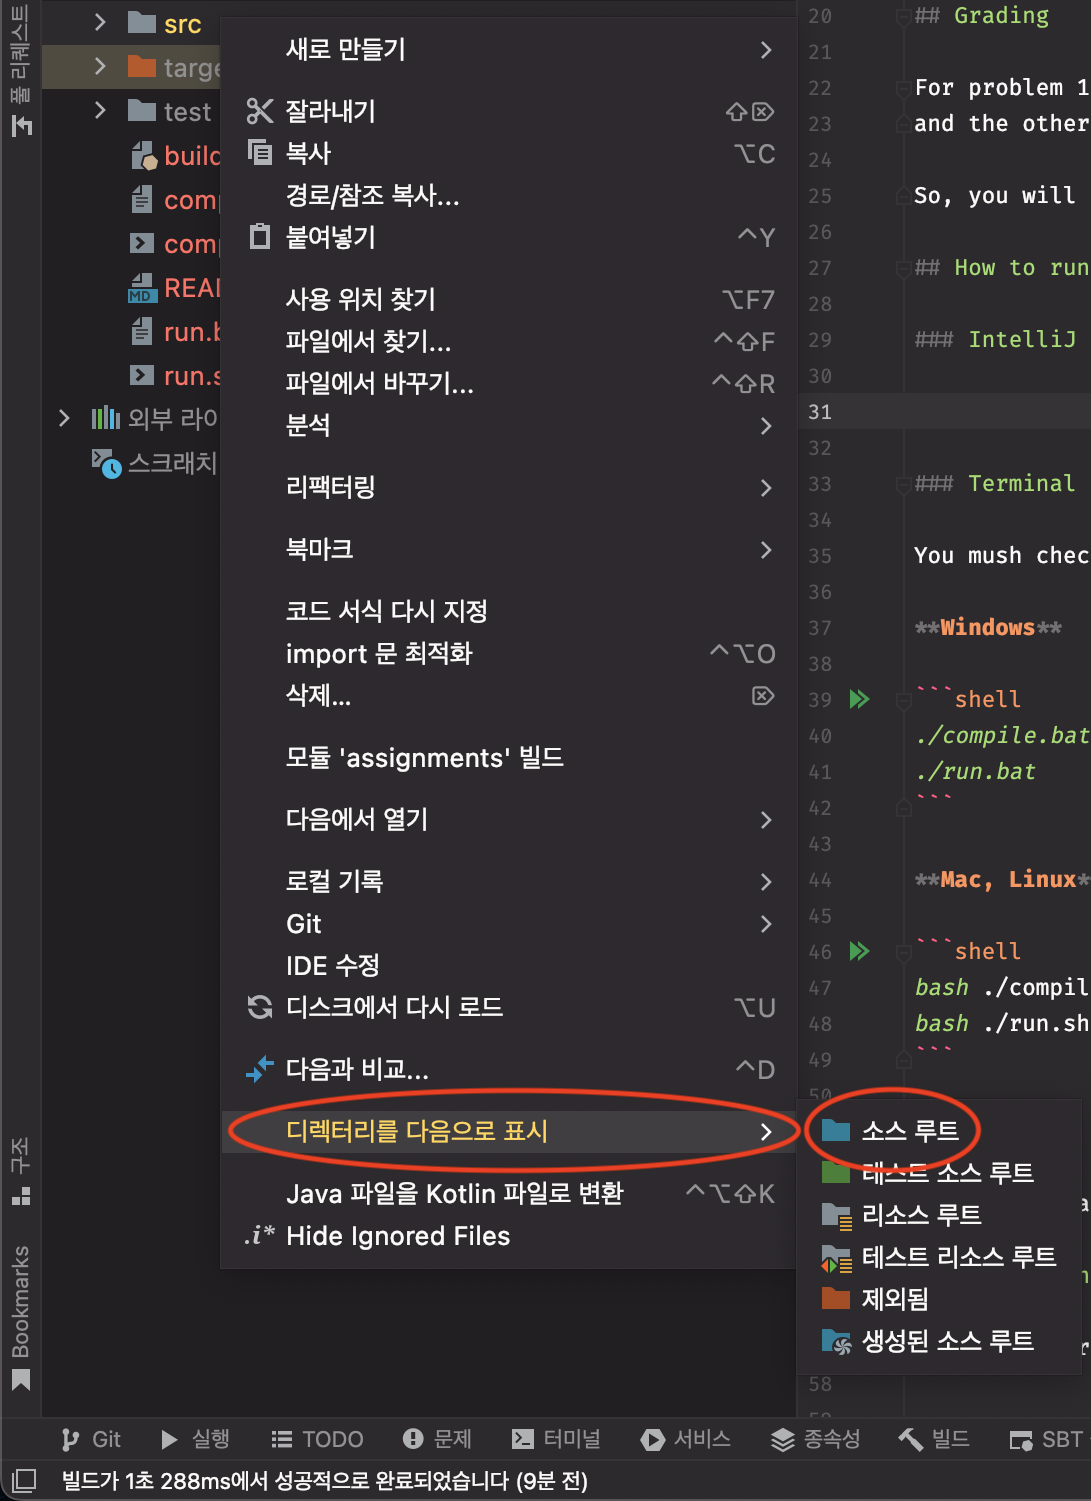 풀 리퀘스트
구조
Bookmarks
src
targe
test
build
com
com
READ
run.b
run.s
외부 라이
스크래치
새로 만들기
잘라내기
복사 ⌥C
경로/참조 복사...
붙여넣기 ^Y
사용 위치 찾기 ⌥F7
파일에서 찾기... ^⇧F
파일에서 바꾸기... ^⇧R
분석
리팩터링
북마크
코드 서식 다시 지정
import 문 최적화 ^⌥O
삭제...
모듈 'assignments' 빌드
다음에서 열기
로컬 기록
Git
IDE 수정
디스크에서 다시 로드 ⌥U
다음과 비교... ^D
디렉터리를 다음으로 표시
Java 파일을 Kotlin 파일로 변환 ^⌥⇧K
.i* Hide Ignored Files
소스 루트
테스트 소스 루트
리소스 루트
테스트 리소스 루트
제외됨
생성된 소스 루트
20 ## Grading
21
22 For problem 1
23 and the other
24
25 So, you will
26
27 ## How to run
28
29 ### IntelliJ
30
31
32
33 ### Terminal
34
35 You mush chec
36
37 **Windows**
38
39 ```shell
40 ./compile.bat
41 ./run.bat
42 ```
43
44 **Mac, Linux*
45
46 ```shell
47 bash ./compil
48 bash ./run.sh
49 ```
50
58
Git 실행 TODO 문제 터미널 서비스 종속성 빌드 SBT
빌드가 1초 288ms에서 성공적으로 완료되었습니다 (9분 전)